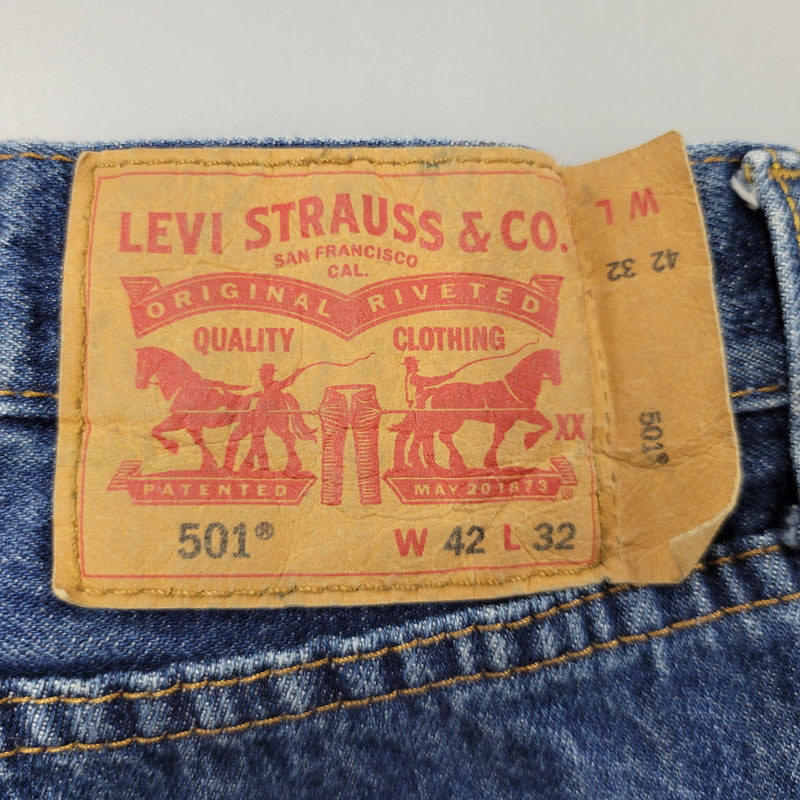 LEVI STRAUSS & CO.
SAN FRANCISCO
CAL.
ORIGINAL RIVETED
QUALITY CLOTHING
XX
PATENTED MAY 20 1873 ®
501® W 42 L 32
W L
42 32
501®